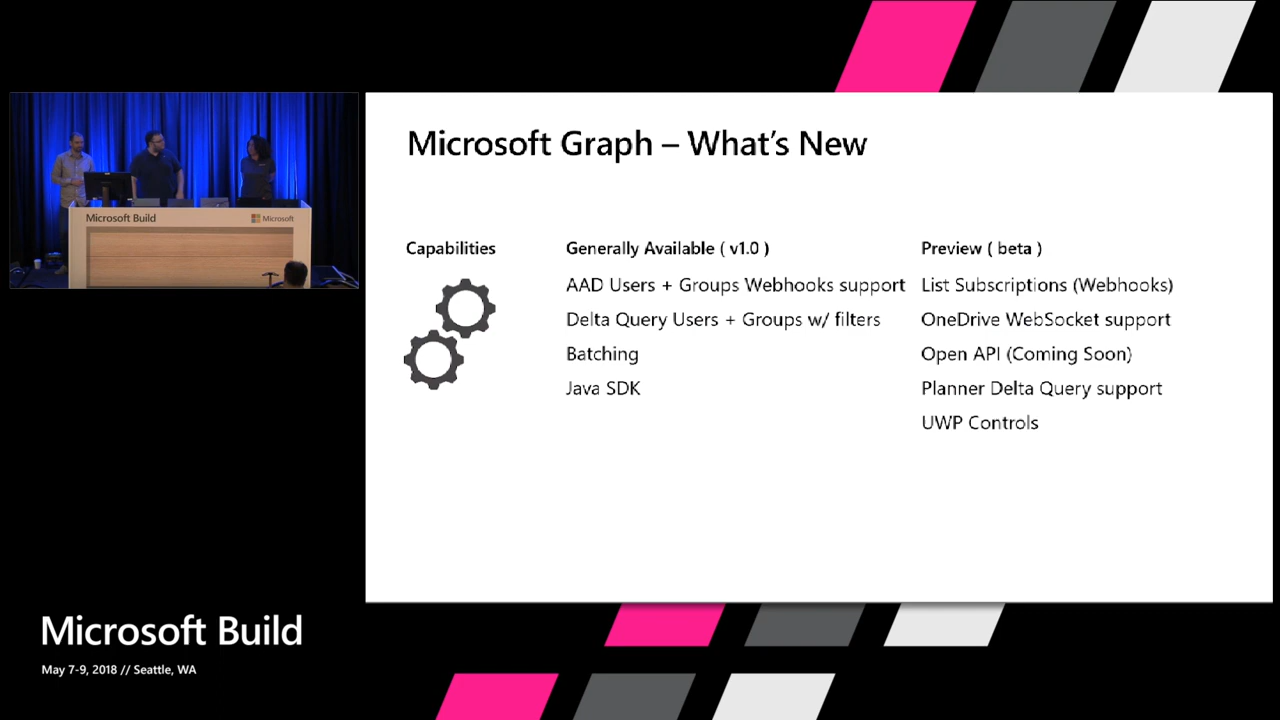 Microsoft Build
Microsoft
Microsoft Graph – What's New
Capabilities
Generally Available ( v1.0 )
AAD Users + Groups Webhooks support
Delta Query Users + Groups w/ filters
Batching
Java SDK
Preview ( beta )
List Subscriptions (Webhooks)
OneDrive WebSocket support
Open API (Coming Soon)
Planner Delta Query support
UWP Controls
Microsoft Build
May 7-9, 2018 // Seattle, WA